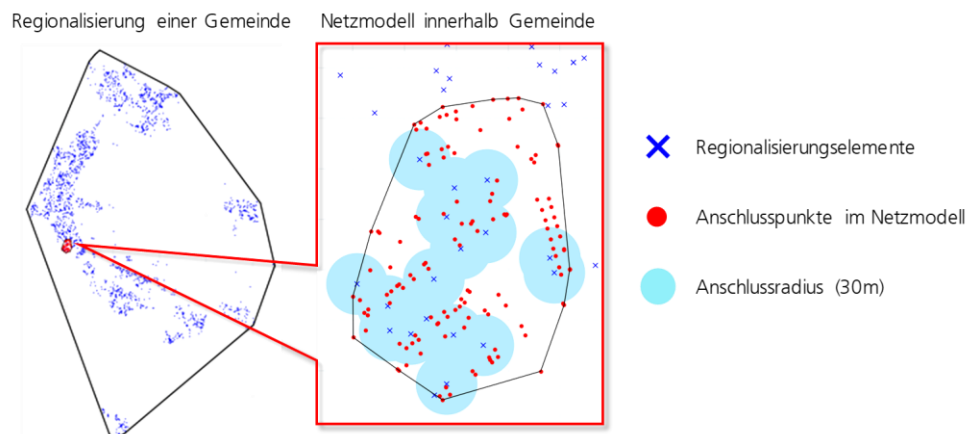 Regionalisierung einer Gemeinde
Netzmodell innerhalb Gemeinde
Regionalisierungselemente
Anschlusspunkte im Netzmodell
Anschlussradius (30m)